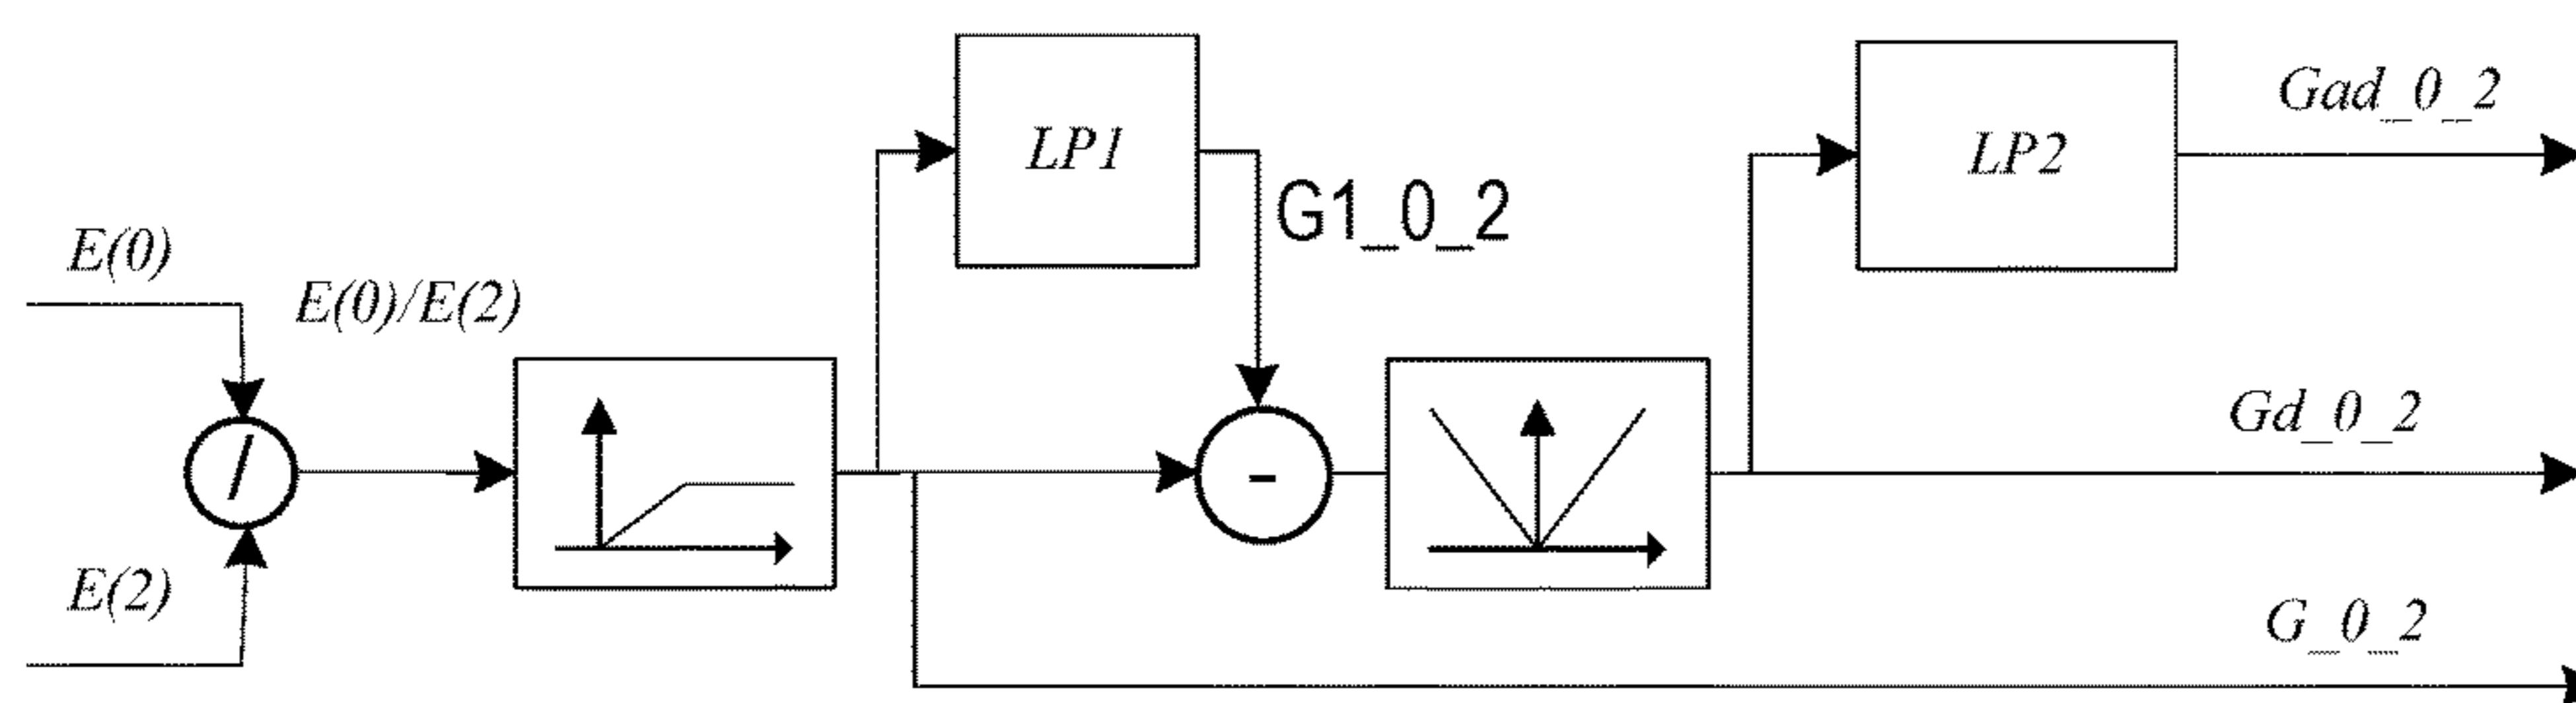 LP1
LP2
Gad_0_2
G1_0_2
E(0)
E(0)/E(2)
/
-
Gd_0_2
E(2)
G_0_2